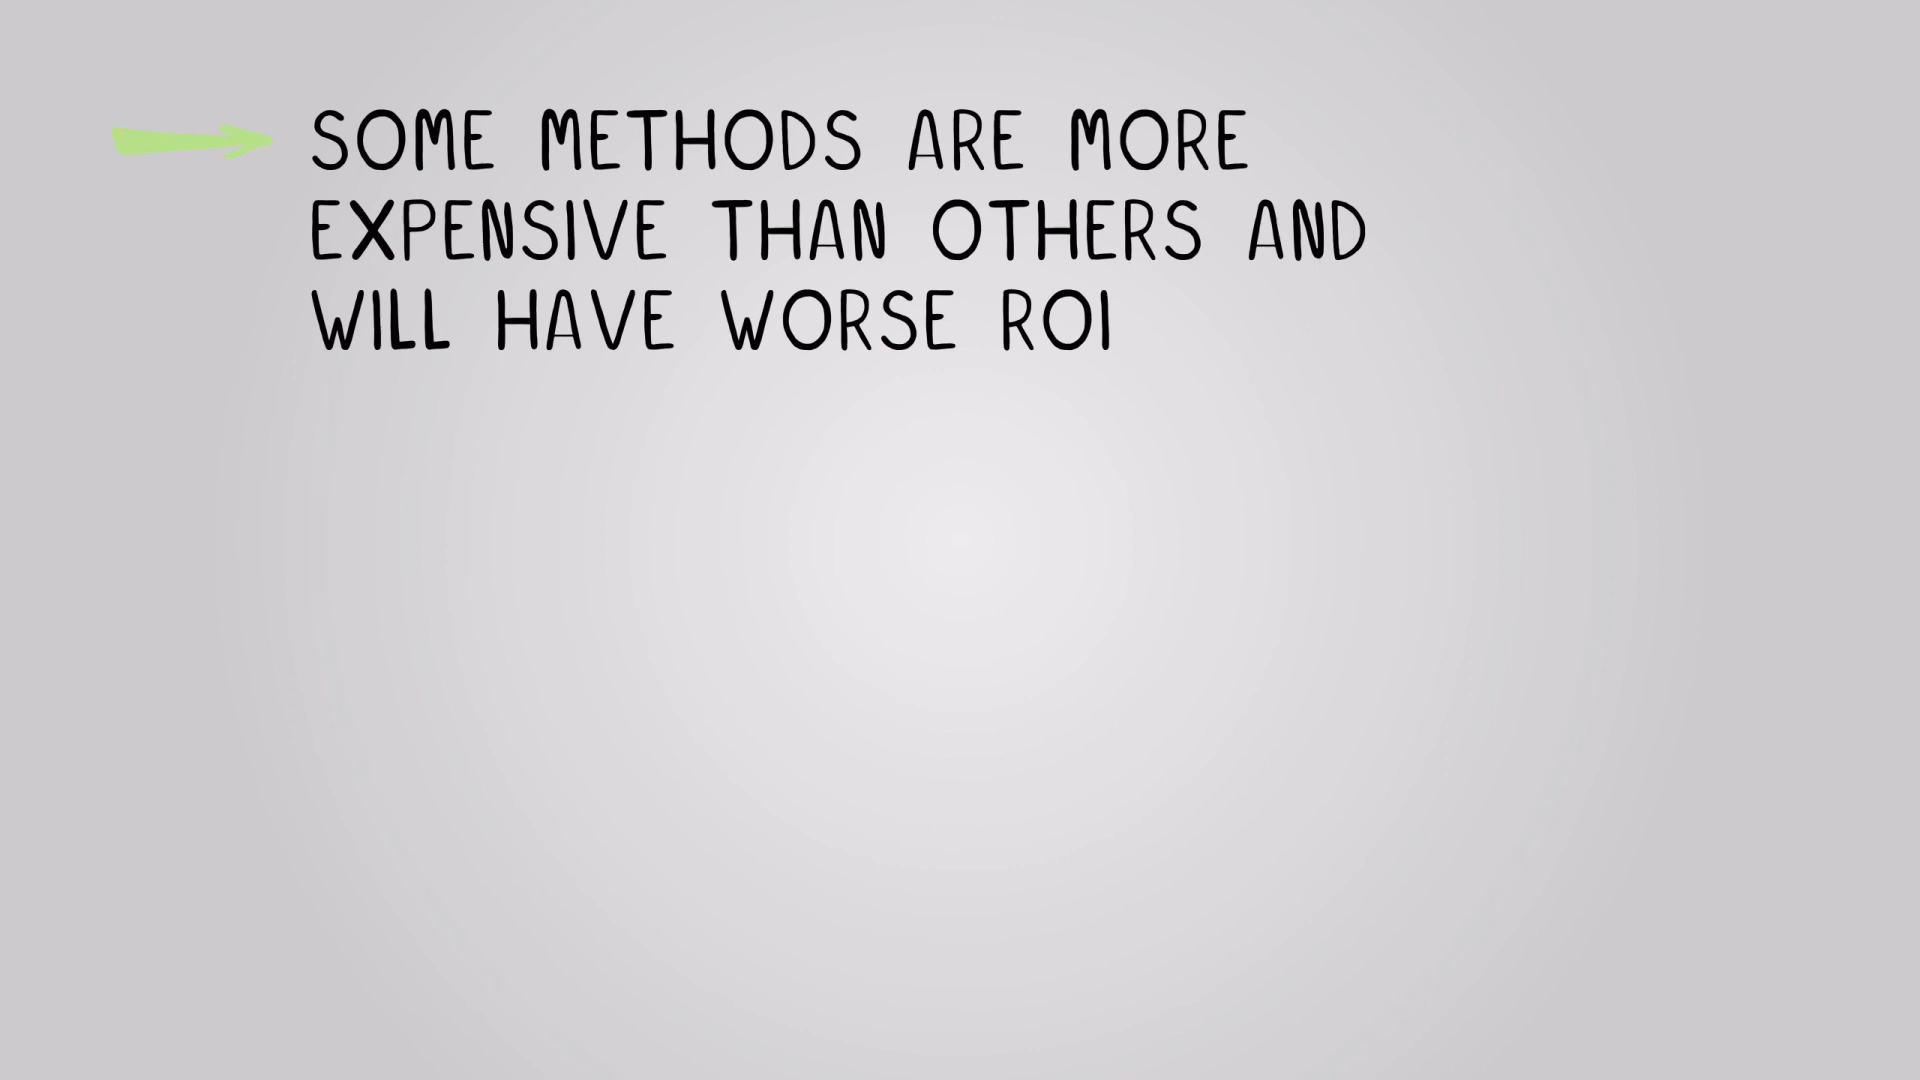 SOME METHODS ARE MORE
EXPENSIVE THAN OTHERS AND
WILL HAVE WORSE ROI